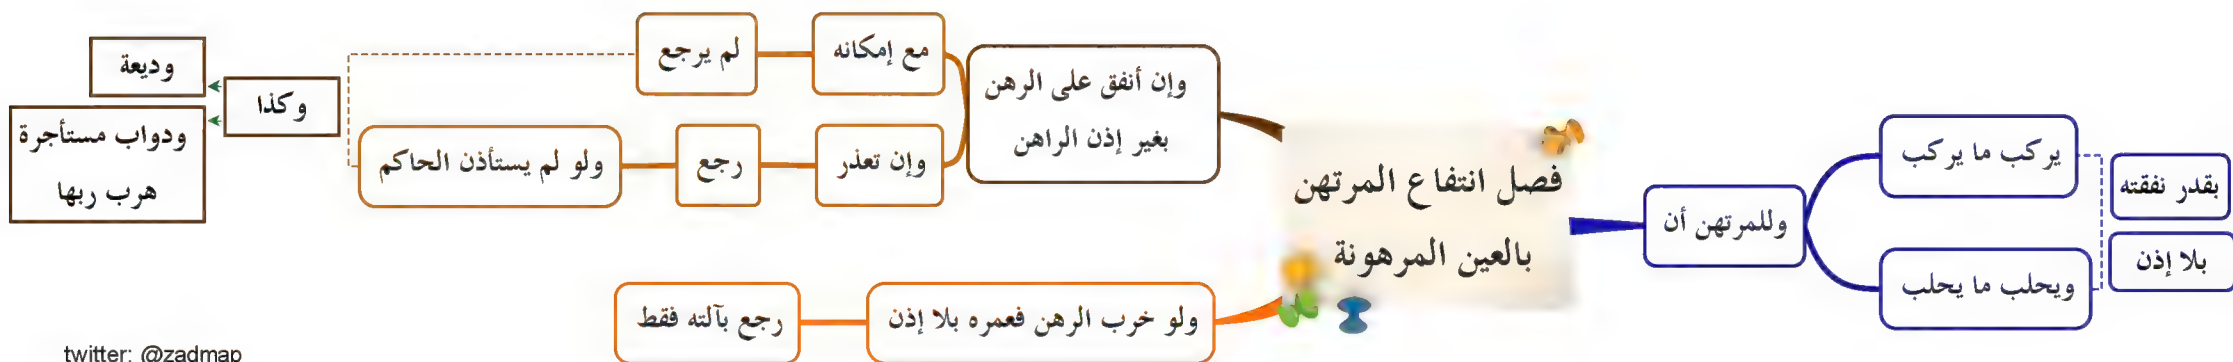 فصل انتفاع المرتهن
بالعين المرهونة
وللمرتهن أن
يركب ما يركب
ويحلب ما يحلب
بقدر نفقته
بلا إذن
وإن أنفق على الرهن
بغير إذن الراهن
مع إمكانه
لم يرجع
وإن تعذر
رجع
ولو لم يستأذن الحاكم
وكذا
وديعة
ودواب مستأجرة
هرب ربها
ولو خرب الرهن فعمره بلا إذن
رجع بآلته فقط
twitter: @zadmap